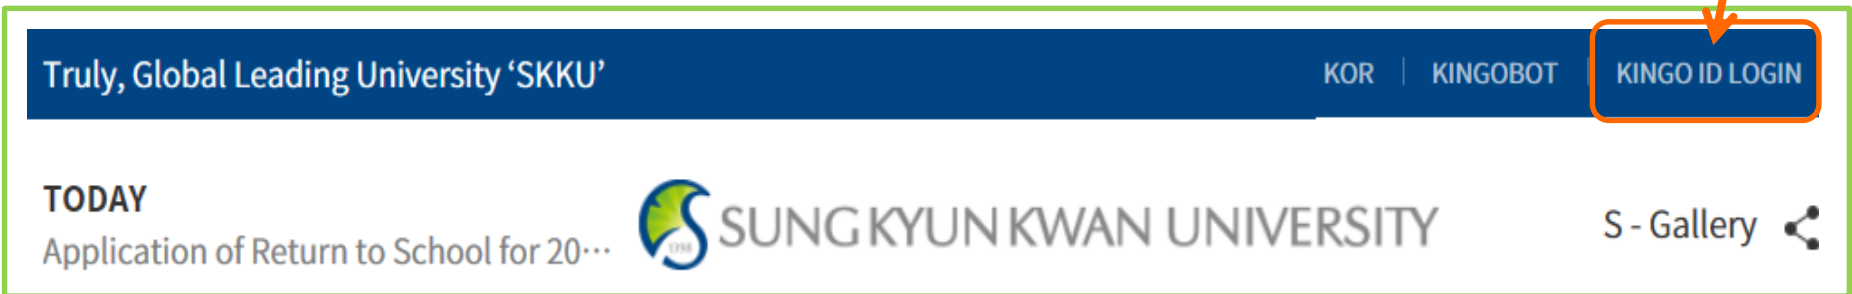 Truly, Global Leading University ‘SKKU’
KOR
KINGOBOT
KINGO ID LOGIN
TODAY
Application of Return to School for 20···
1398
SUNG KYUN KWAN UNIVERSITY
S - Gallery